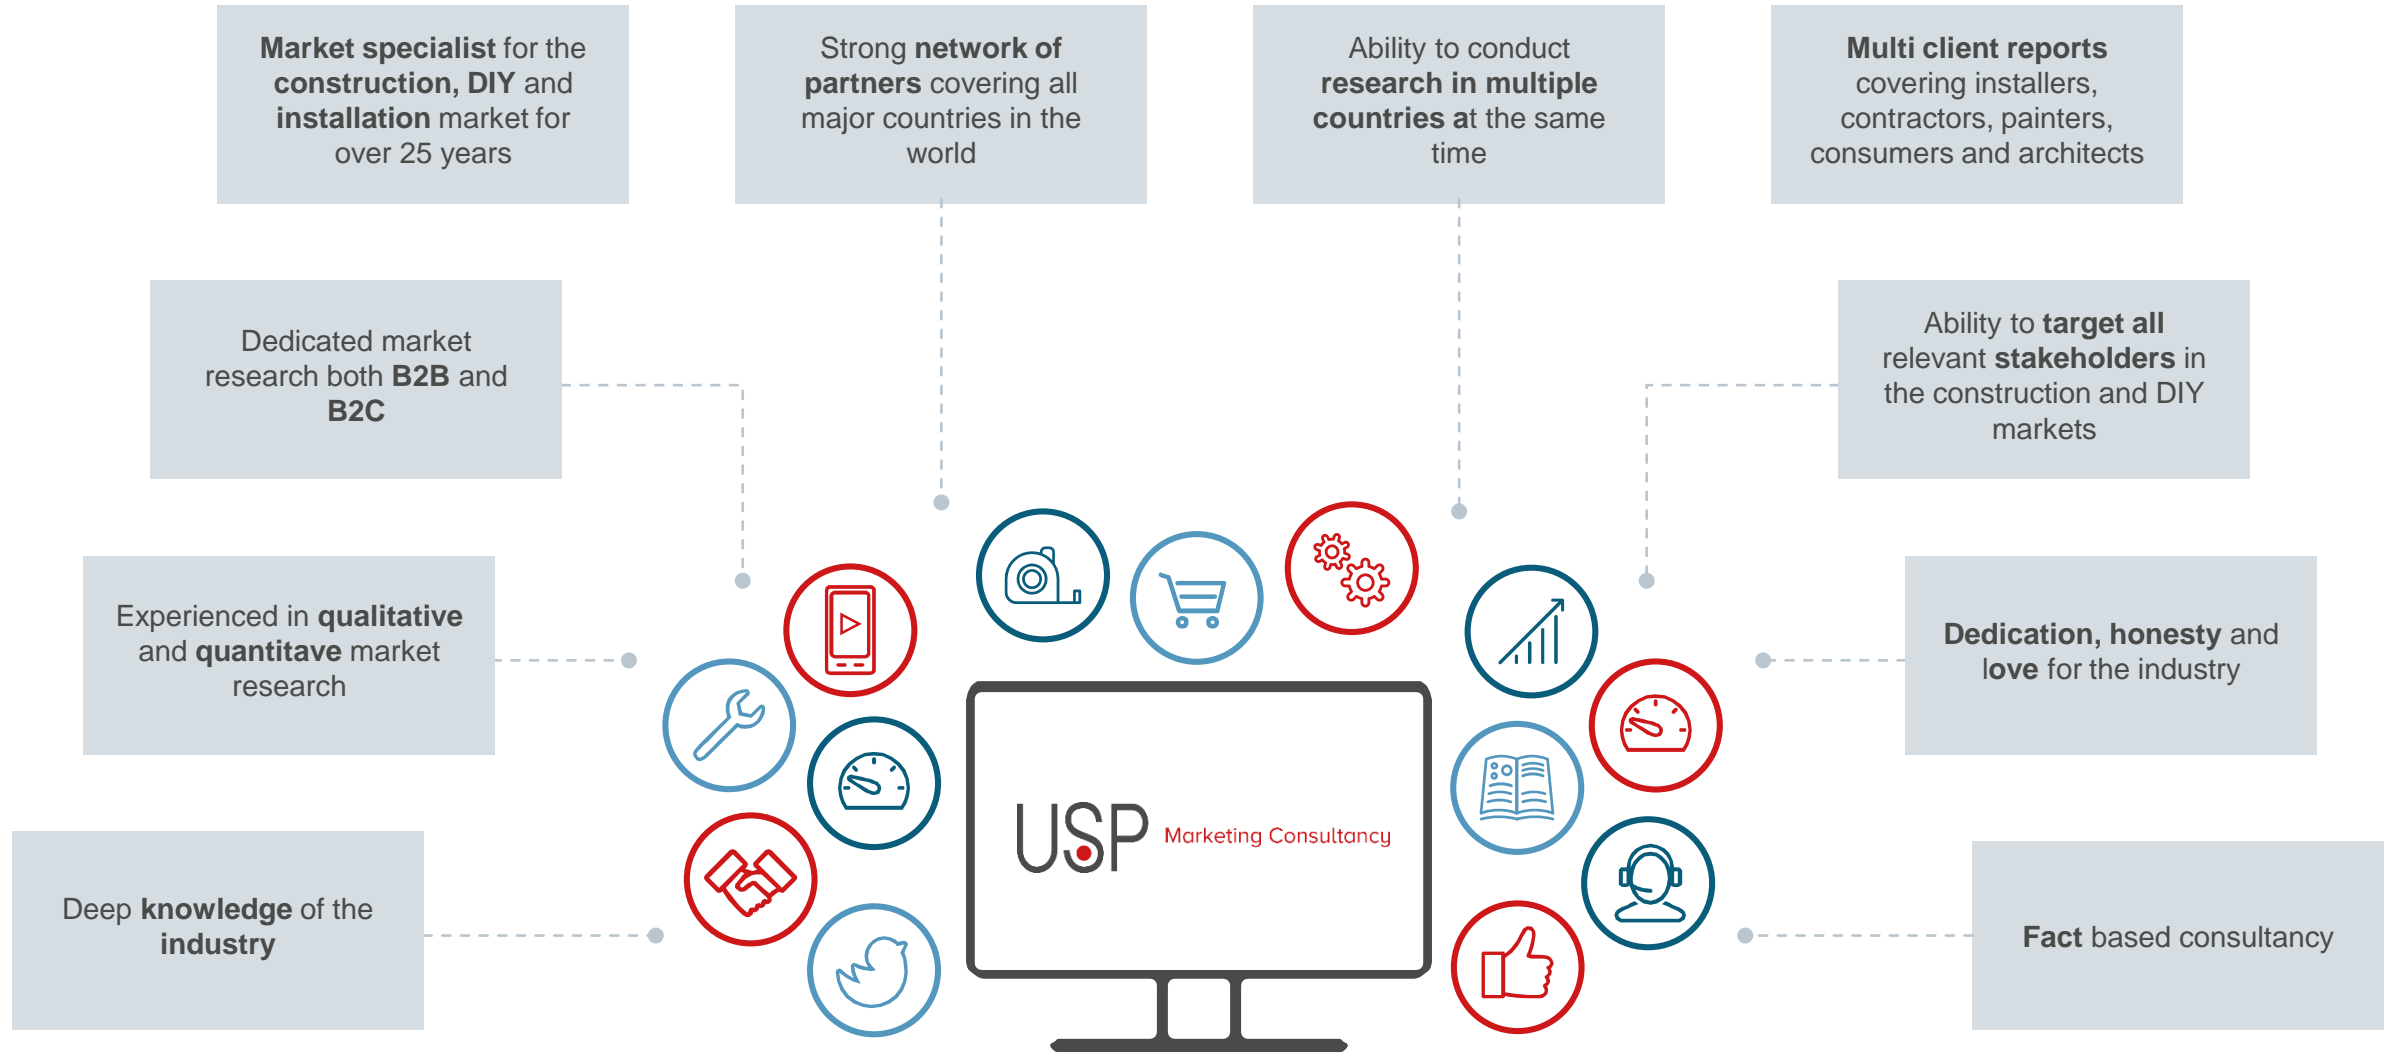 Market specialist for the
construction, DIY and
installation market for
over 25 years
Strong network of
partners covering all
major countries in the
world
Ability to conduct
research in multiple
countries at the same
time
Multi client reports
covering installers,
contractors, painters,
consumers and architects
Dedicated market
research both B2B and
B2C
Ability to target all
relevant stakeholders in
the construction and DIY
markets
Experienced in qualitative
and quantitave market
research
Dedication, honesty and
love for the industry
Deep knowledge of the
industry
USP Marketing Consultancy
Fact based consultancy